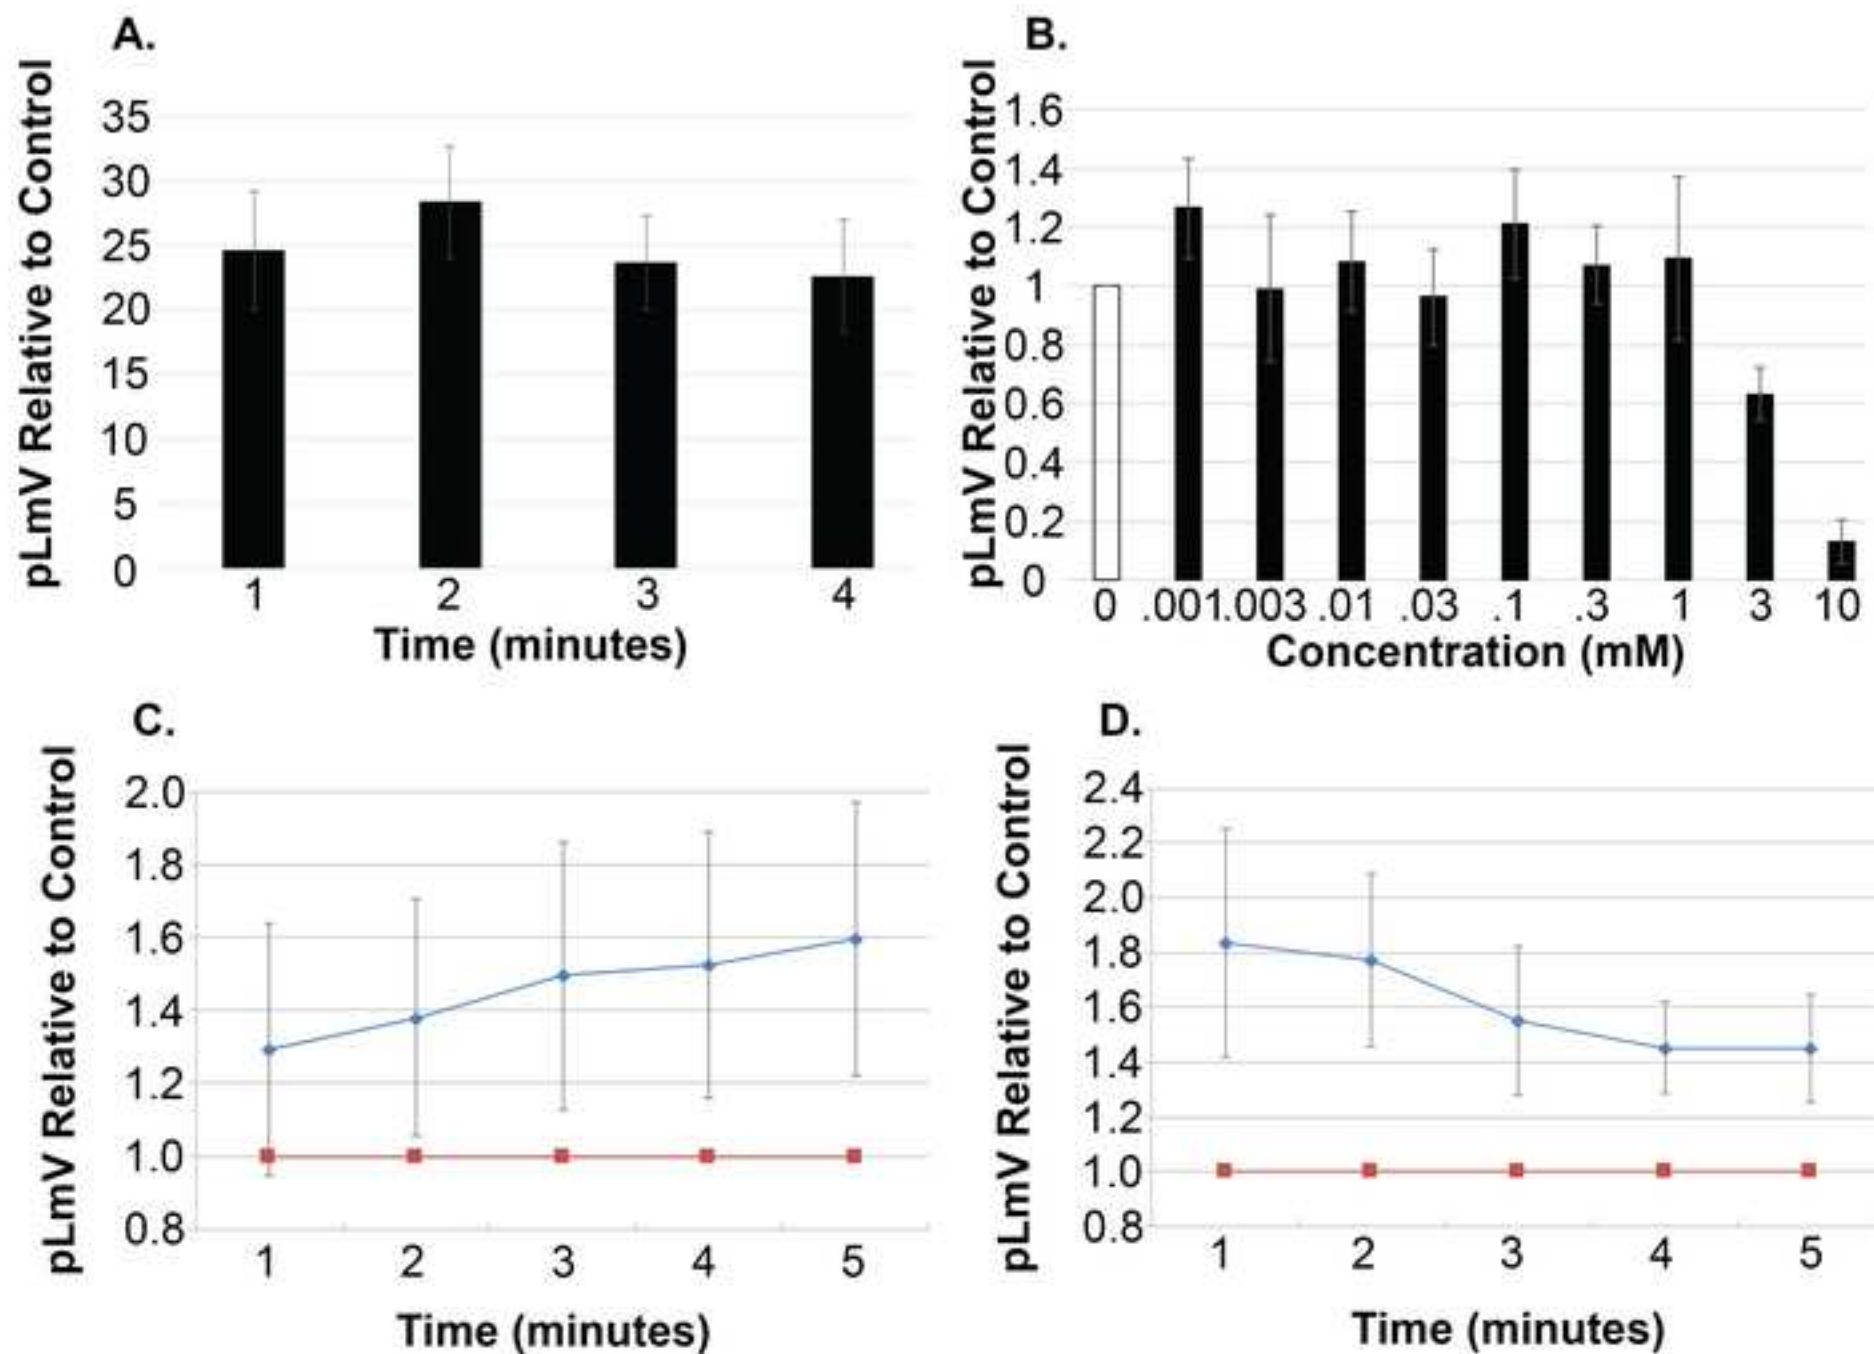 A.
pLmV Relative to Control
35
30
25
20
15
10
5
0
1 2 3 4
Time (minutes)
B.
pLmV Relative to Control
1.6
1.4
1.2
1
0.8
0.6
0.4
0.2
0
0 .001 .003 .01 .03 .1 .3 1 3 10
Concentration (mM)
C.
pLmV Relative to Control
2.0
1.8
1.6
1.4
1.2
1.0
0.8
1 2 3 4 5
Time (minutes)
D.
pLmV Relative to Control
2.4
2.2
2.0
1.8
1.6
1.4
1.2
1.0
0.8
1 2 3 4 5
Time (minutes)